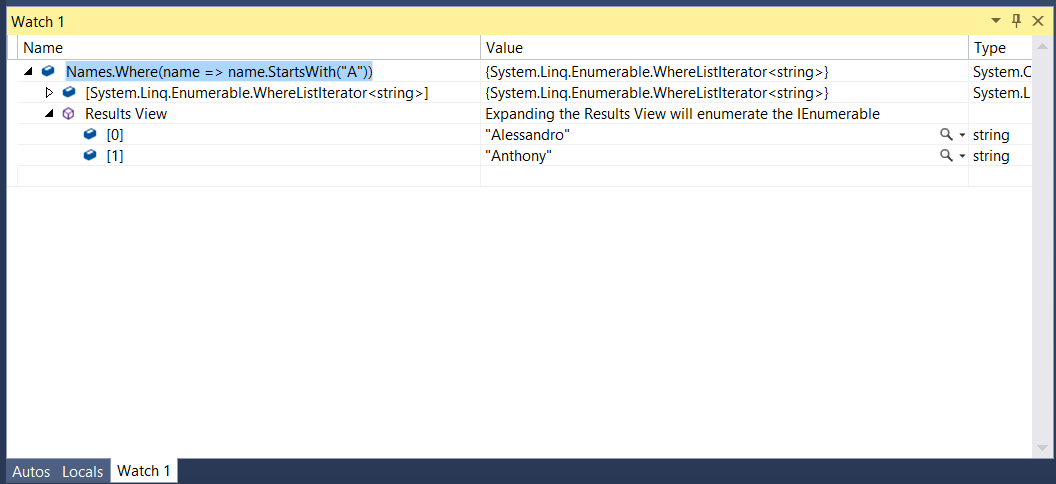 Watch 1
Name Value Type
Names.Where(name => name.StartsWith("A")) {System.Linq.Enumerable.WhereListIterator<string>} System.C
[System.Linq.Enumerable.WhereListIterator<string>] {System.Linq.Enumerable.WhereListIterator<string>} System.L
Results View Expanding the Results View will enumerate the IEnumerable
[0] "Alessandro" string
[1] "Anthony" string
Autos Locals Watch 1